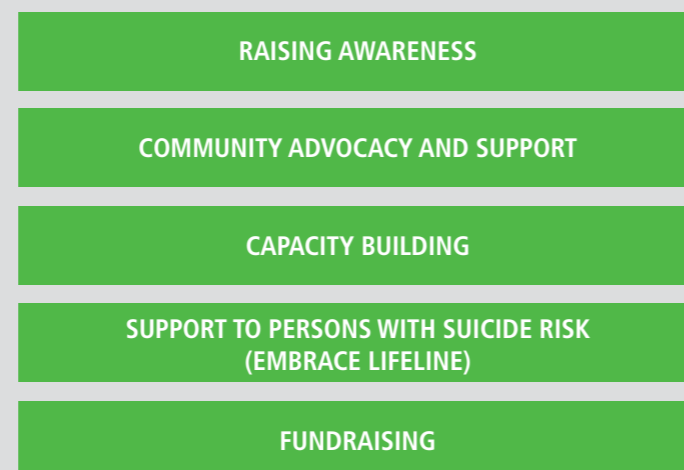 RAISING AWARENESS
COMMUNITY ADVOCACY AND SUPPORT
CAPACITY BUILDING
SUPPORT TO PERSONS WITH SUICIDE RISK
(EMBRACE LIFELINE)
FUNDRAISING